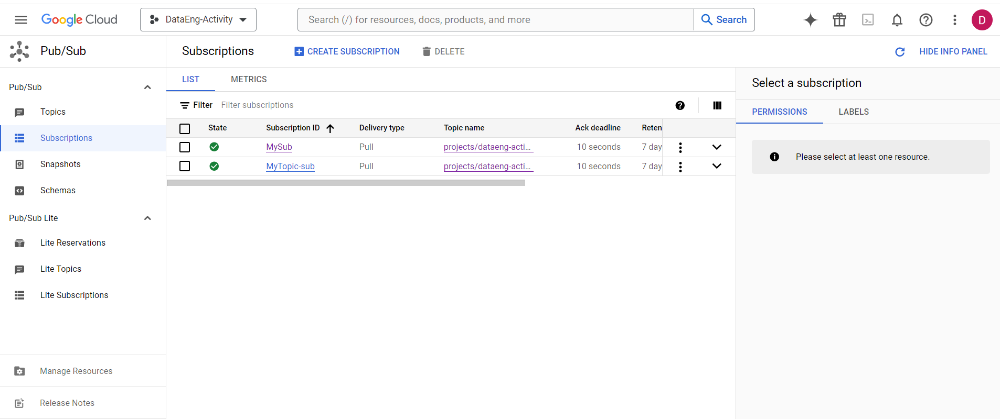 Google Cloud
DataEng-Activity
Search (/) for resources, docs, products, and more
Search
D
Pub/Sub
Subscriptions
CREATE SUBSCRIPTION
DELETE
HIDE INFO PANEL
Pub/Sub
Topics
Subscriptions
Snapshots
Schemas
Pub/Sub Lite
Lite Reservations
Lite Topics
Lite Subscriptions
Manage Resources
Release Notes
LIST METRICS
Filter Filter subscriptions
State Subscription ID Delivery type Topic name Ack deadline Reten
MySub Pull projects/dataeng-acti... 10 seconds 7 day
MyTopic-sub Pull projects/dataeng-acti... 10 seconds 7 day
Select a subscription
PERMISSIONS LABELS
Please select at least one resource.